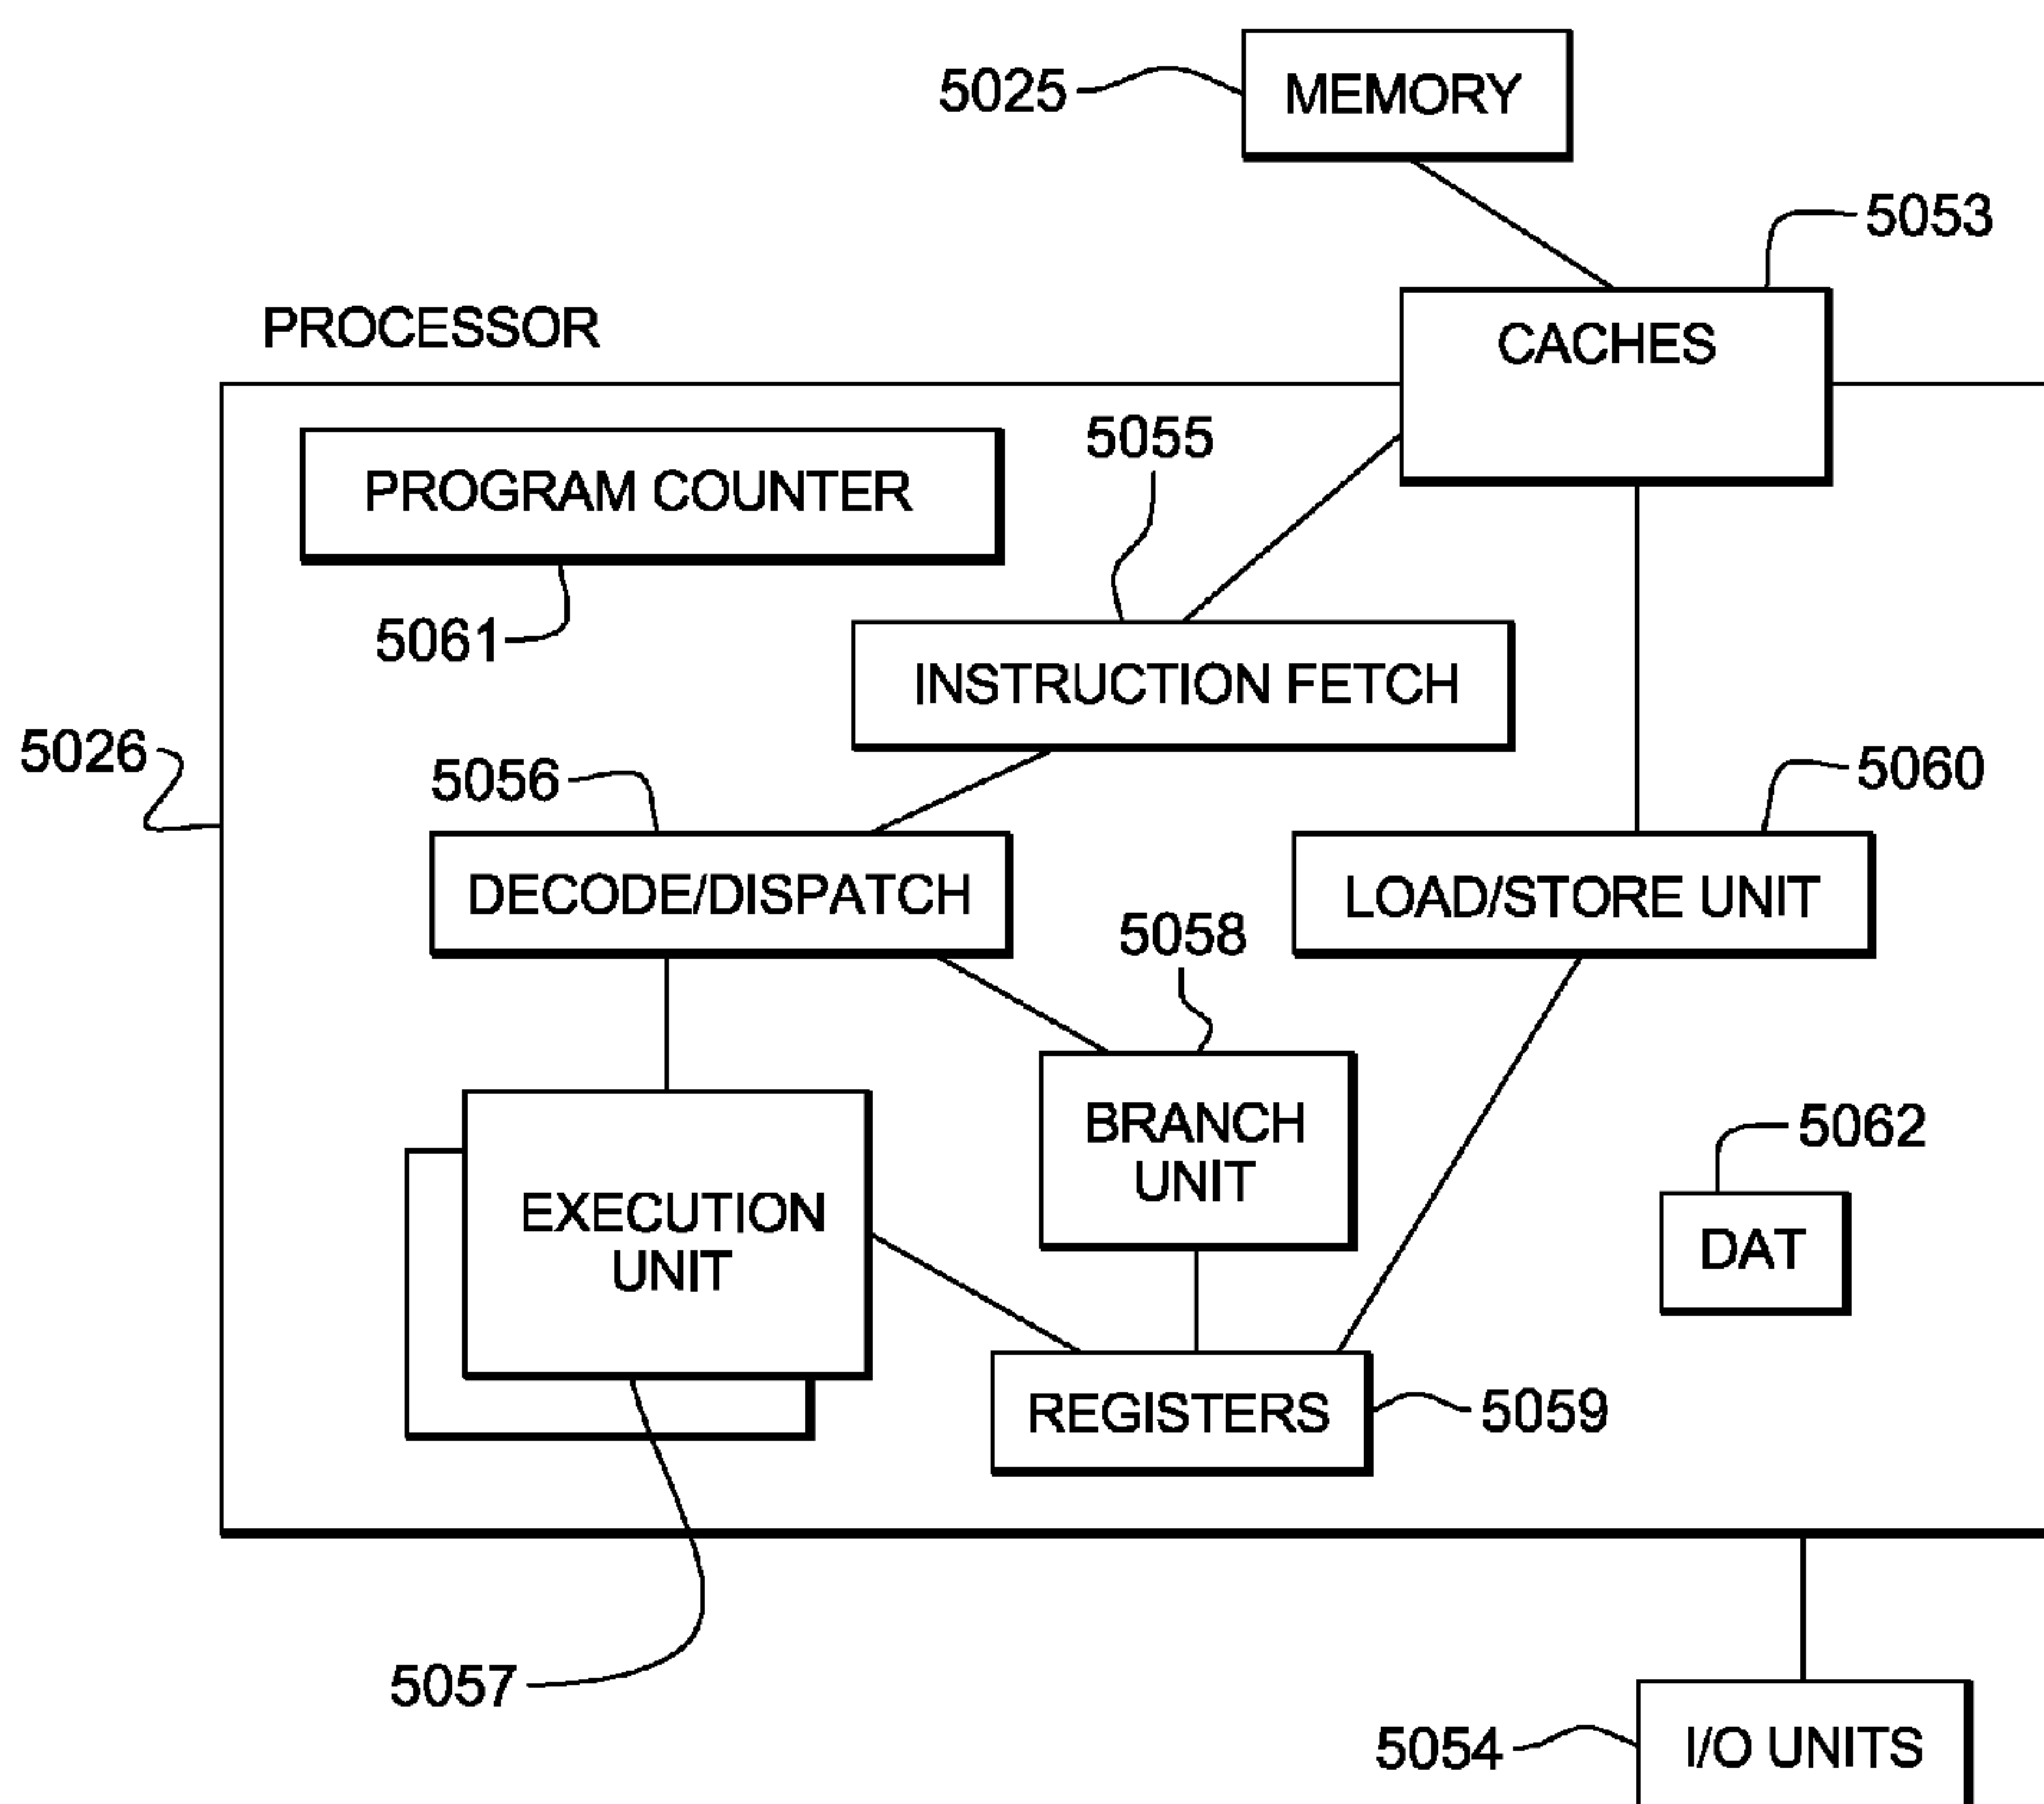 MEMORY
5025
5053
CACHES
PROCESSOR
5055
PROGRAM COUNTER
5061
INSTRUCTION FETCH
5026
5056
5060
DECODE/DISPATCH
LOAD/STORE UNIT
5058
BRANCH
UNIT
5062
EXECUTION
UNIT
DAT
REGISTERS
5059
5057
5054
I/O UNITS